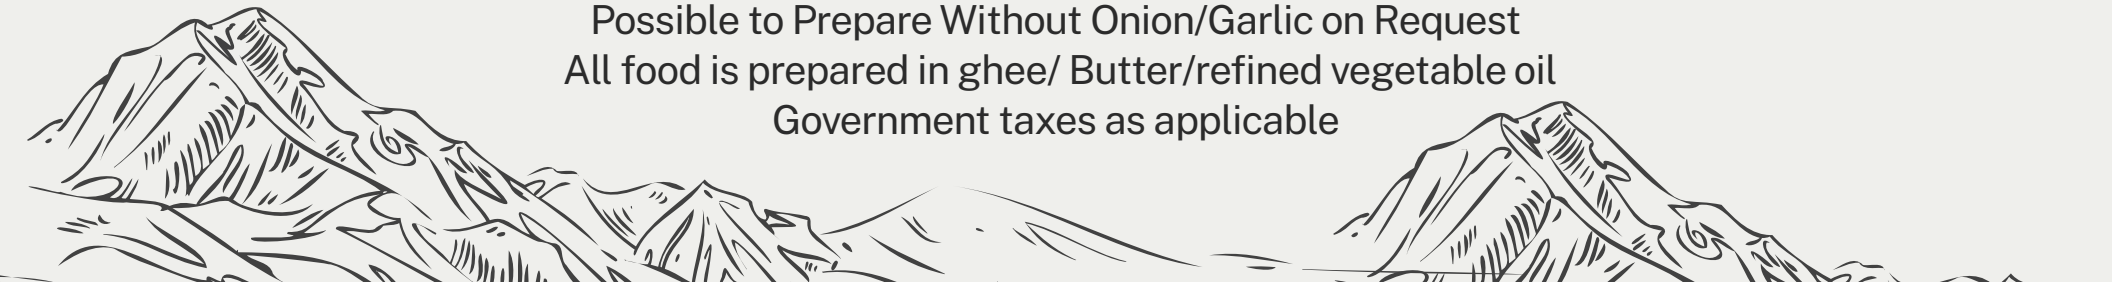 Possible to Prepare Without Onion/Garlic on Request
All food is prepared in ghee/ Butter/refined vegetable oil
Government taxes as applicable